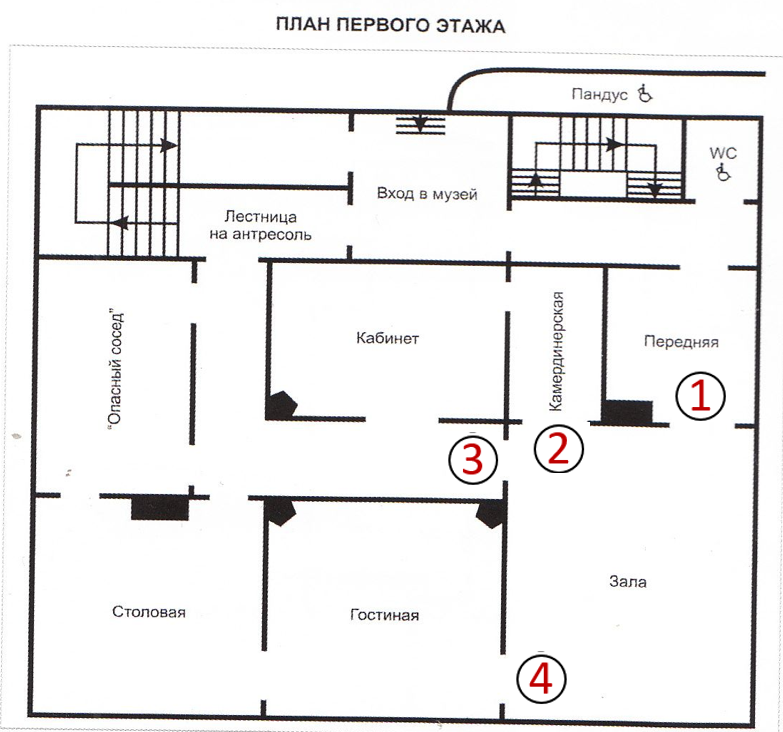 ПЛАН ПЕРВОГО ЭТАЖА
Пандус
WC
Вход в музей
Лестница
на антресоль
"Опасный сосед"
Кабинет
Камердинерская
Передняя
1
2
3
Зала
Столовая
Гостиная
4